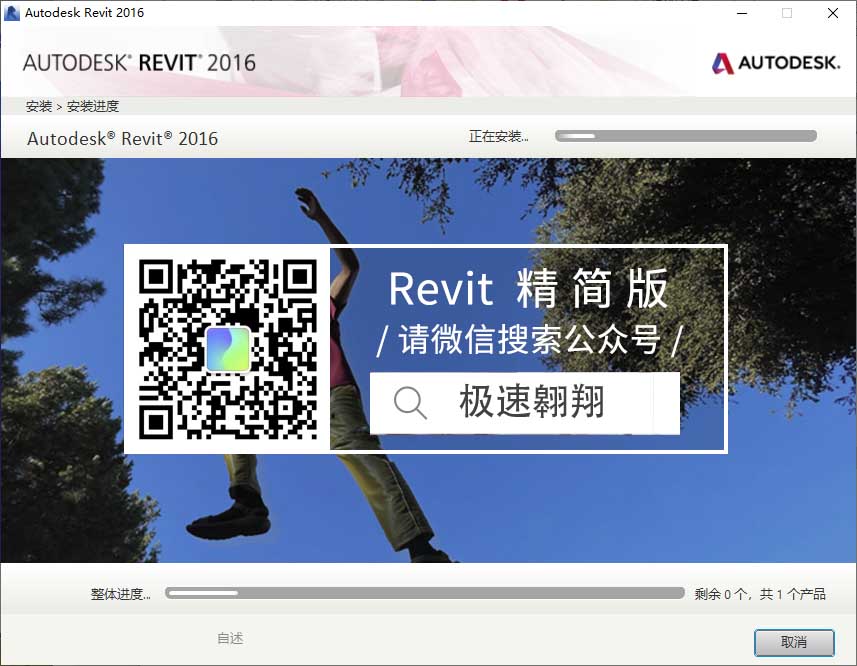 Autodesk Revit 2016
AUTODESK® REVIT® 2016
AUTODESK.
安装 > 安装进度
Autodesk® Revit® 2016
正在安装...
Revit 精简版
/ 请微信搜索公众号 /
极速翱翔
整体进度...
剩余 0 个，共 1 个产品
自述
取消